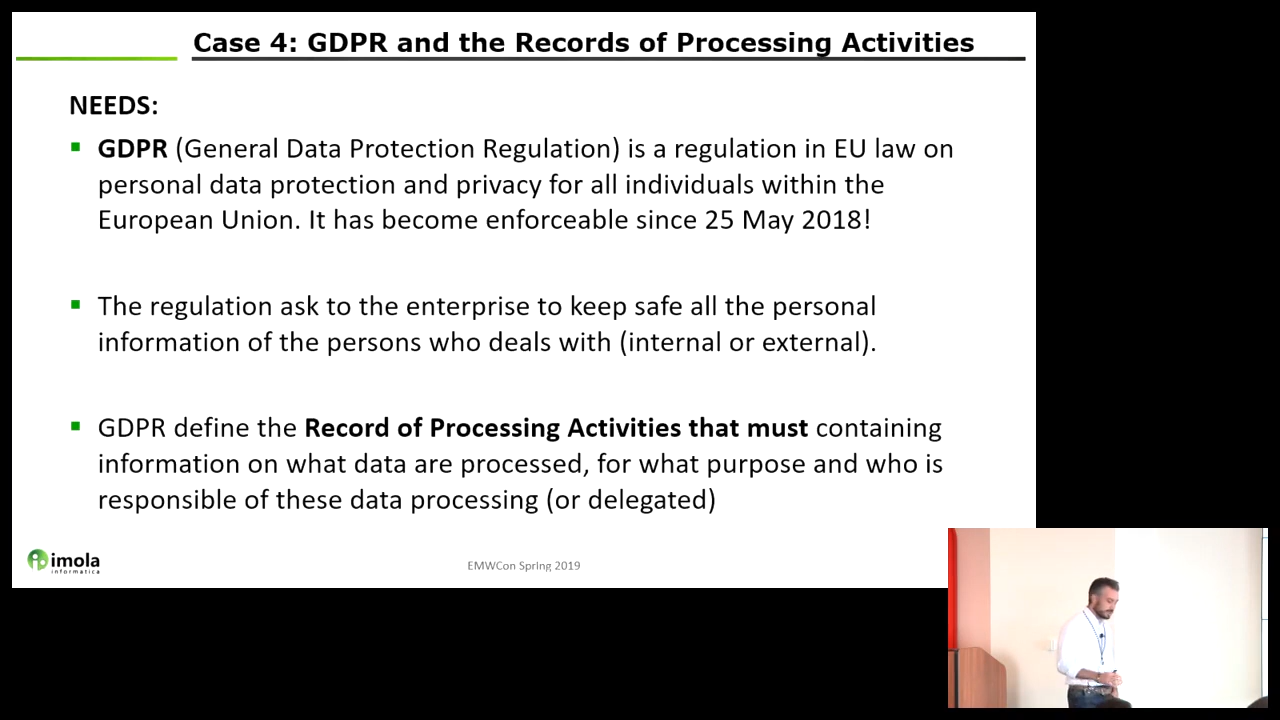 Case 4: GDPR and the Records of Processing Activities
NEEDS:
GDPR (General Data Protection Regulation) is a regulation in EU law on
personal data protection and privacy for all individuals within the
European Union. It has become enforceable since 25 May 2018!
The regulation ask to the enterprise to keep safe all the personal
information of the persons who deals with (internal or external).
GDPR define the Record of Processing Activities that must containing
information on what data are processed, for what purpose and who is
responsible of these data processing (or delegated)
imola
informatica
EMWCon Spring 2019